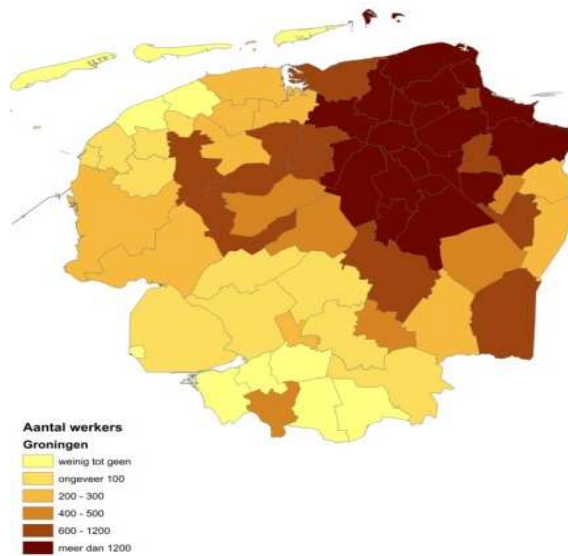 Aantal werkers
Groningen
weinig tot geen
ongeveer 100
200 - 300
400 - 500
600 - 1200
meer dan 1200